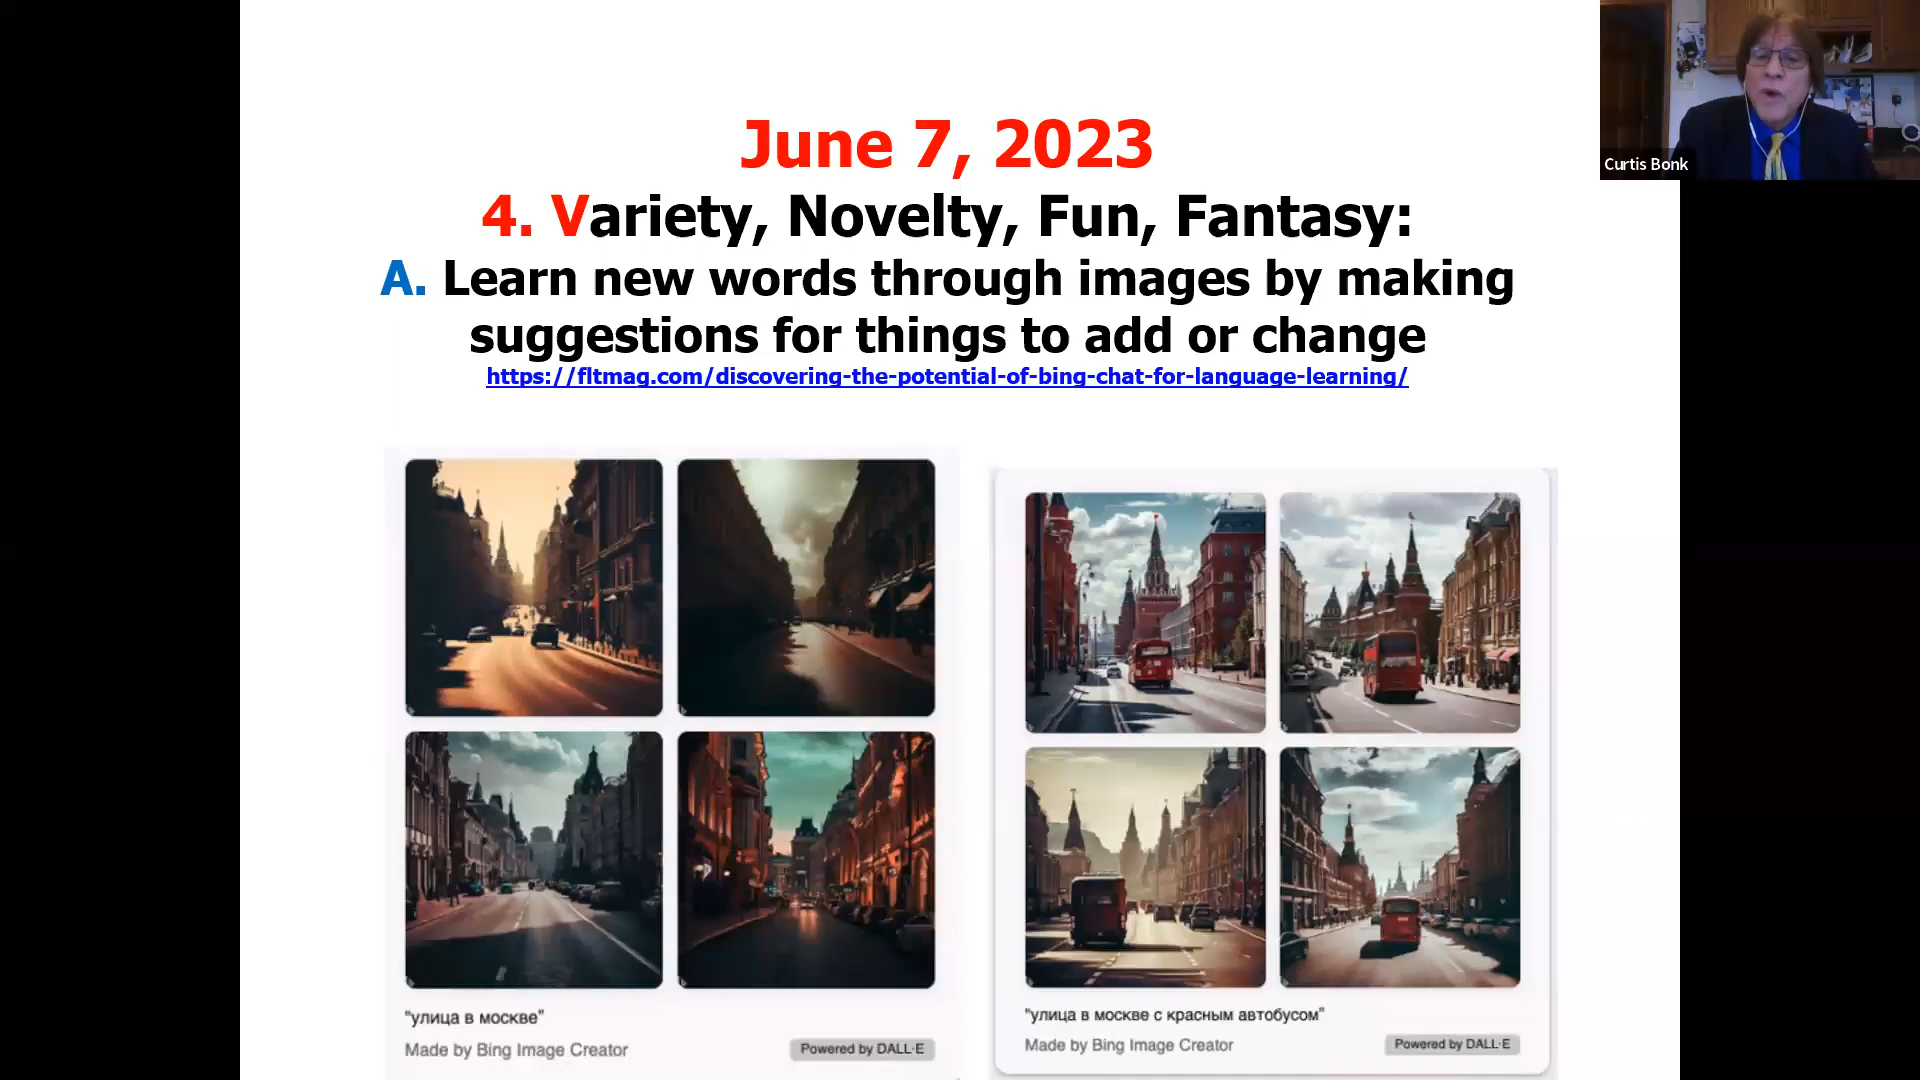 June 7, 2023
4. Variety, Novelty, Fun, Fantasy:
A. Learn new words through images by making
suggestions for things to add or change
https://fltmag.com/discovering-the-potential-of-bing-chat-for-language-learning/
Curtis Bonk
"улица в москве"
Made by Bing Image Creator
Powered by DALL·E
"улица в москве с красным автобусом"
Made by Bing Image Creator
Powered by DALL·E